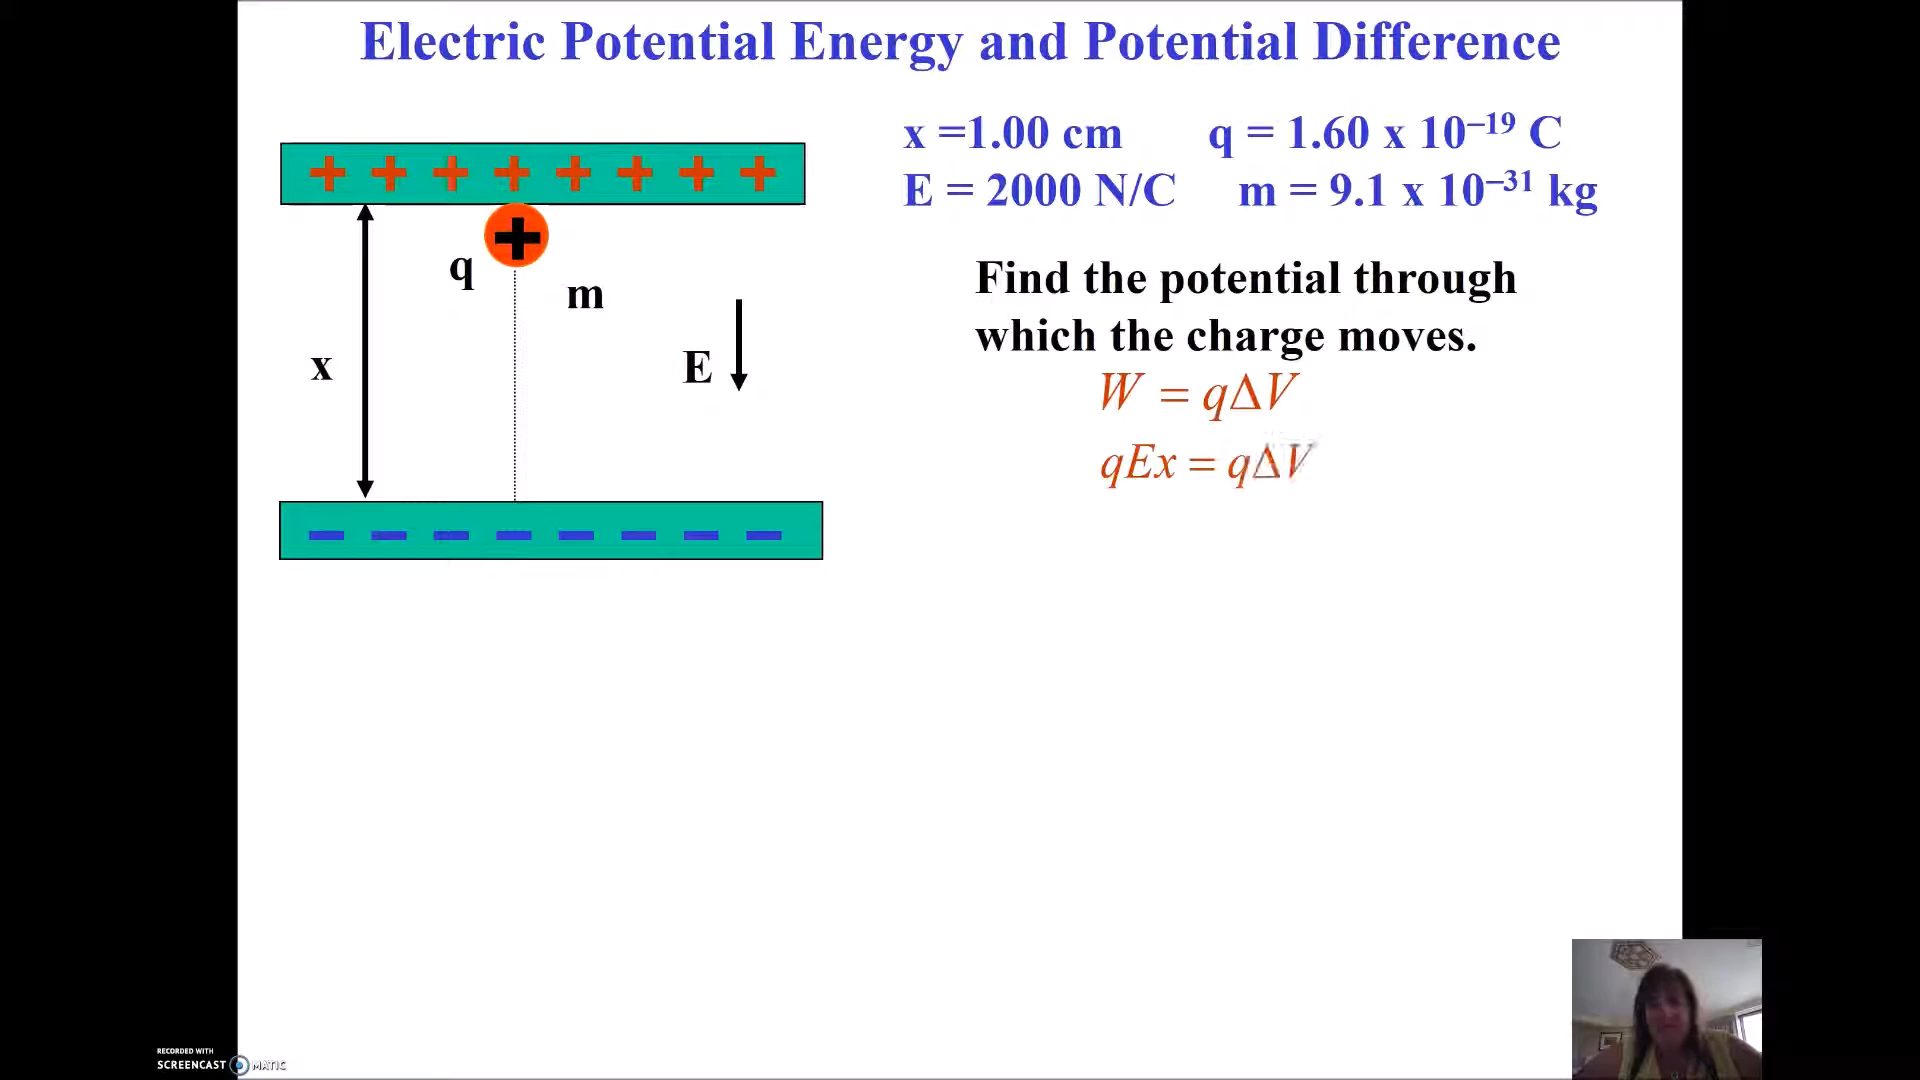 Electric Potential Energy and Potential Difference
x =1.00 cm q = 1.60 x 10⁻¹⁹ C
E = 2000 N/C m = 9.1 x 10⁻³¹ kg
+ + + + + + + +
+
q
m
x
E
Find the potential through
which the charge moves.
W = qΔV
qEx = qΔV
– – – – – – – –
RECORDED WITH
SCREENCAST MATIC